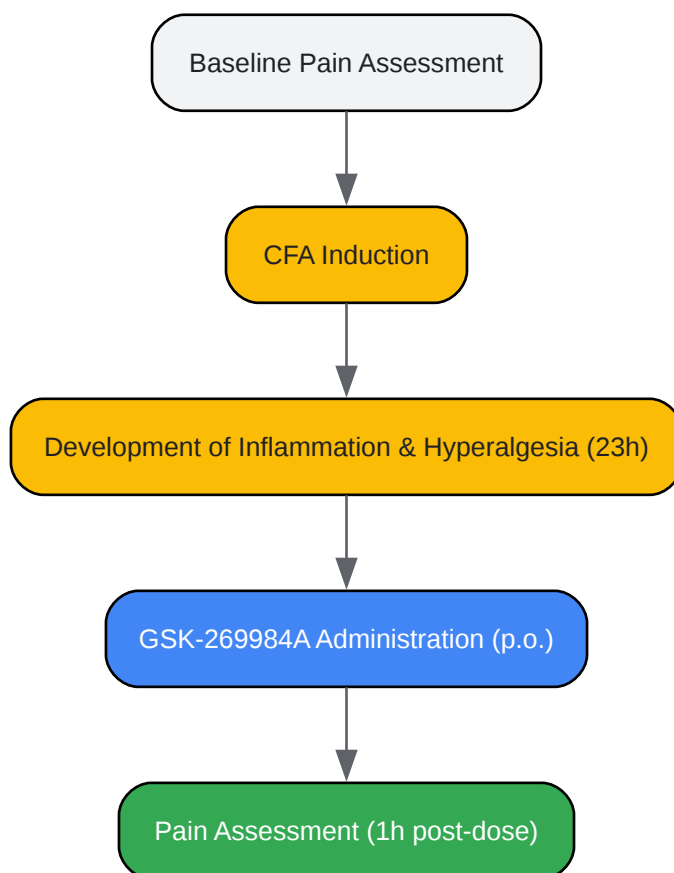 Baseline Pain Assessment
CFA Induction
Development of Inflammation & Hyperalgesia (23h)
GSK-269984A Administration (p.o.)
Pain Assessment (1h post-dose)